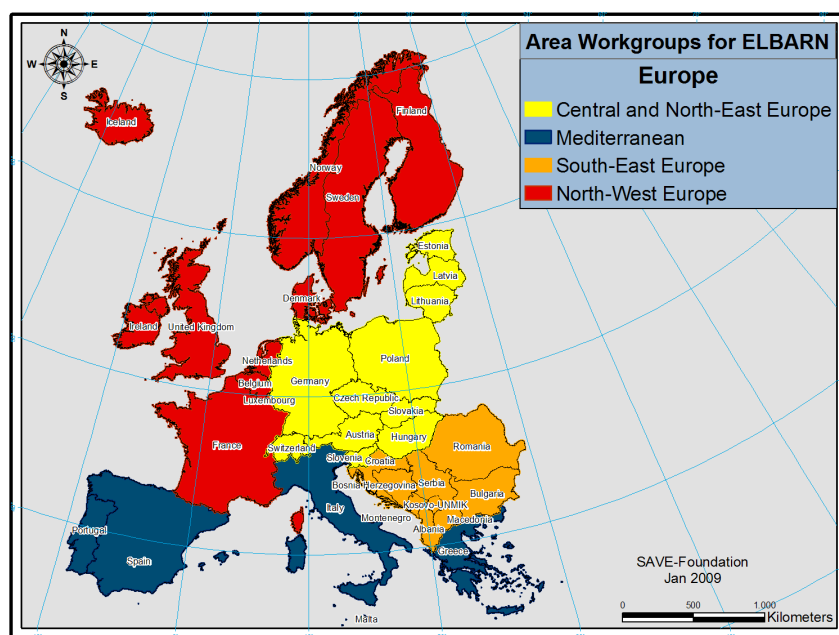 Area Workgroups for ELBARN
Europe
Central and North-East Europe
Mediterranean
South-East Europe
North-West Europe
N
W E
S
Iceland
Finland
Norway
Sweden
Estonia
Latvia
Lithuania
Denmark
Ireland
United Kingdom
Netherlands
Poland
Belgium
Germany
Luxembourg
Czech Republic
Slovakia
Austria
Hungary
France
Switzerland
Slovenia
Croatia
Romania
Bosnia Herzegovina
Serbia
Bulgaria
Kosovo-UNMIK
Italy
Montenegro
Macedonia
Albania
Portugal
Greece
Spain
Malta
SAVE-Foundation
Jan 2009
0 500 1 000
Kilometers